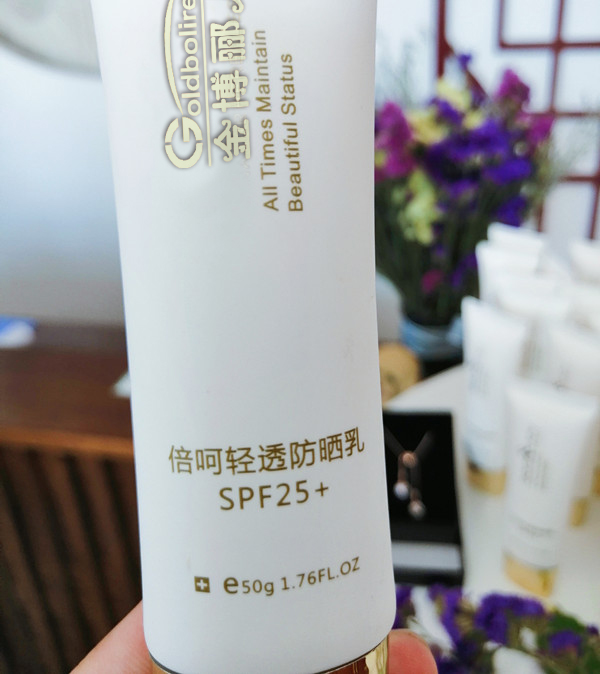 Goldbolire
金博郦
All Times Maintain
Beautiful Status
倍呵轻透防晒乳
SPF25+
e50g 1.76FL.OZ